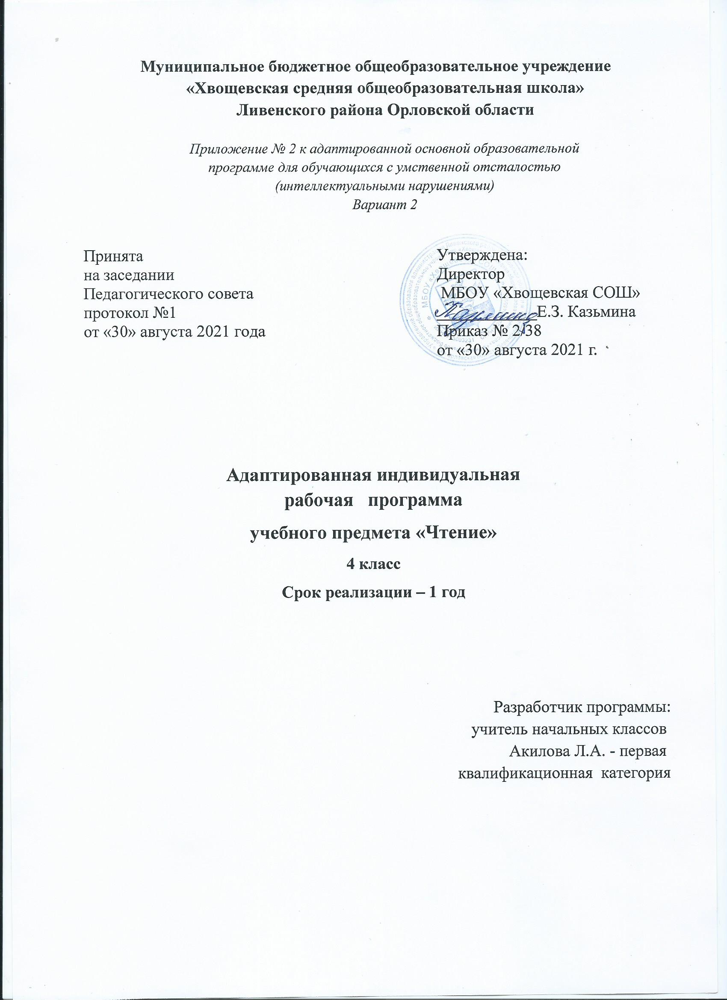 Муниципальное бюджетное общеобразовательное учреждение
«Хвощевская средняя общеобразовательная школа»
Ливенского района Орловской области
Приложение № 2 к адаптированной основной образовательной
программе для обучающихся с умственной отсталостью
(интеллектуальными нарушениями)
Вариант 2
Принята
на заседании
Педагогического совета
протокол №1
от «30» августа 2021 года
Утверждена:
Директор
МБОУ «Хвощевская СОШ»
Е.З. Казьмина
Приказ № 2/38
от «30» августа 2021 г.
Адаптированная индивидуальная
рабочая программа
учебного предмета «Чтение»
4 класс
Срок реализации – 1 год
Разработчик программы:
учитель начальных классов
Акилова Л.А. - первая
квалификационная категория